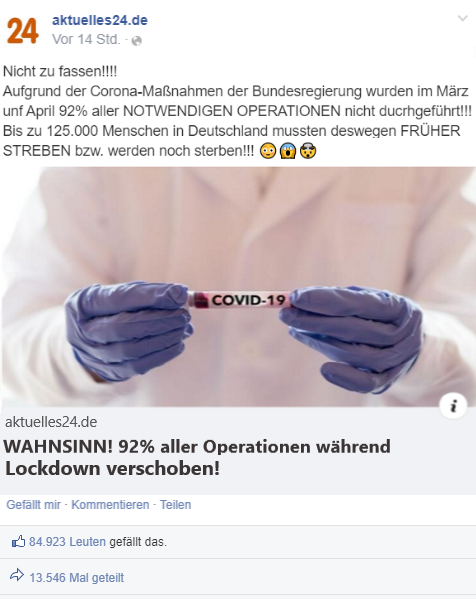 24 aktuelles24.de
Vor 14 Std. ·
Nicht zu fassen!!!!
Aufgrund der Corona-Maßnahmen der Bundesregierung wurden im März
unf April 92% aller NOTWENDIGEN OPERATIONEN nicht ducrhgeführt!!!
Bis zu 125.000 Menschen in Deutschland mussten deswegen FRÜHER
STREBEN bzw. werden noch sterben!!! 😳😱🤯
COVID-19
i
aktuelles24.de
WAHNSINN! 92% aller Operationen während
Lockdown verschoben!
Gefällt mir · Kommentieren · Teilen
84.923 Leuten gefällt das.
13.546 Mal geteilt